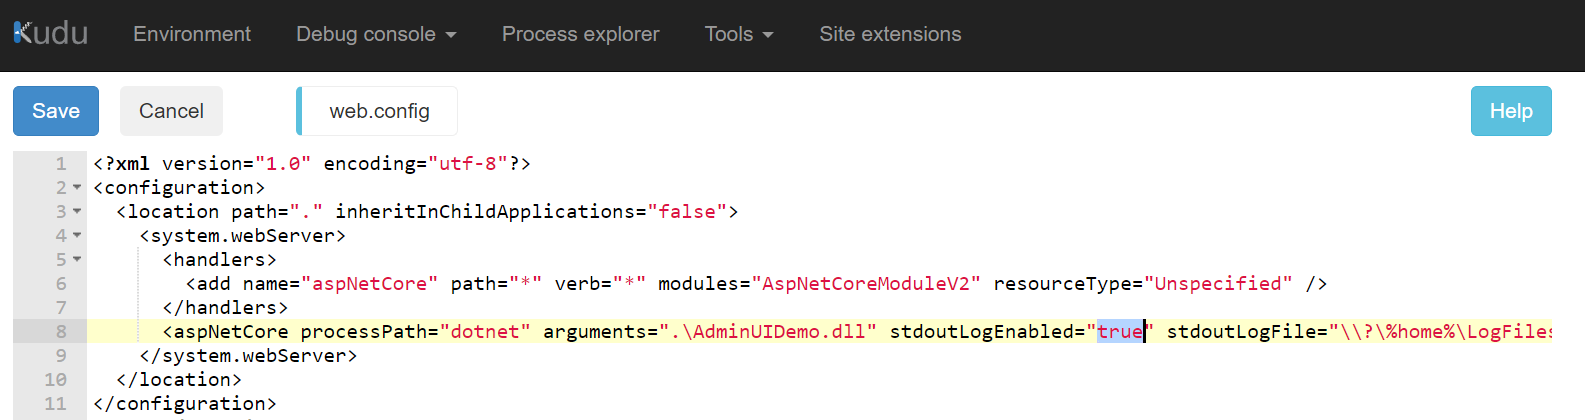 Kudu Environment Debug console Process explorer Tools Site extensions
Save Cancel web.config Help
1 <?xml version="1.0" encoding="utf-8"?>
2 <configuration>
3 <location path="." inheritInChildApplications="false">
4 <system.webServer>
5 <handlers>
6 <add name="aspNetCore" path="*" verb="*" modules="AspNetCoreModuleV2" resourceType="Unspecified" />
7 </handlers>
8 <aspNetCore processPath="dotnet" arguments=".\AdminUIDemo.dll" stdoutLogEnabled="true" stdoutLogFile="\\?\%home%\LogFiles
9 </system.webServer>
10 </location>
11 </configuration>